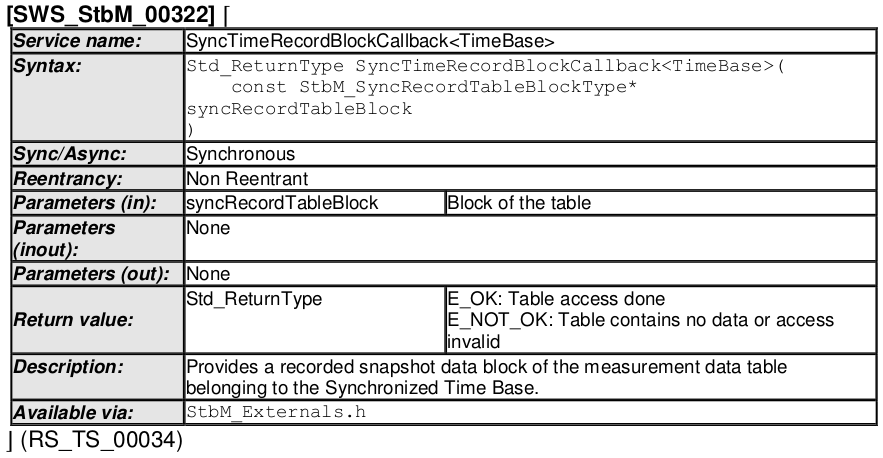 [SWS_StbM_00322] ⌈
Service name: SyncTimeRecordBlockCallback<TimeBase>
Syntax: Std_ReturnType SyncTimeRecordBlockCallback<TimeBase>(
const StbM_SyncRecordTableBlockType*
syncRecordTableBlock
)
Sync/Async: Synchronous
Reentrancy: Non Reentrant
Parameters (in): syncRecordTableBlock Block of the table
Parameters (inout): None
Parameters (out): None
Return value: Std_ReturnType E_OK: Table access done
E_NOT_OK: Table contains no data or access
invalid
Description: Provides a recorded snapshot data block of the measurement data table
belonging to the Synchronized Time Base.
Available via: StbM_Externals.h
⌋ (RS_TS_00034)